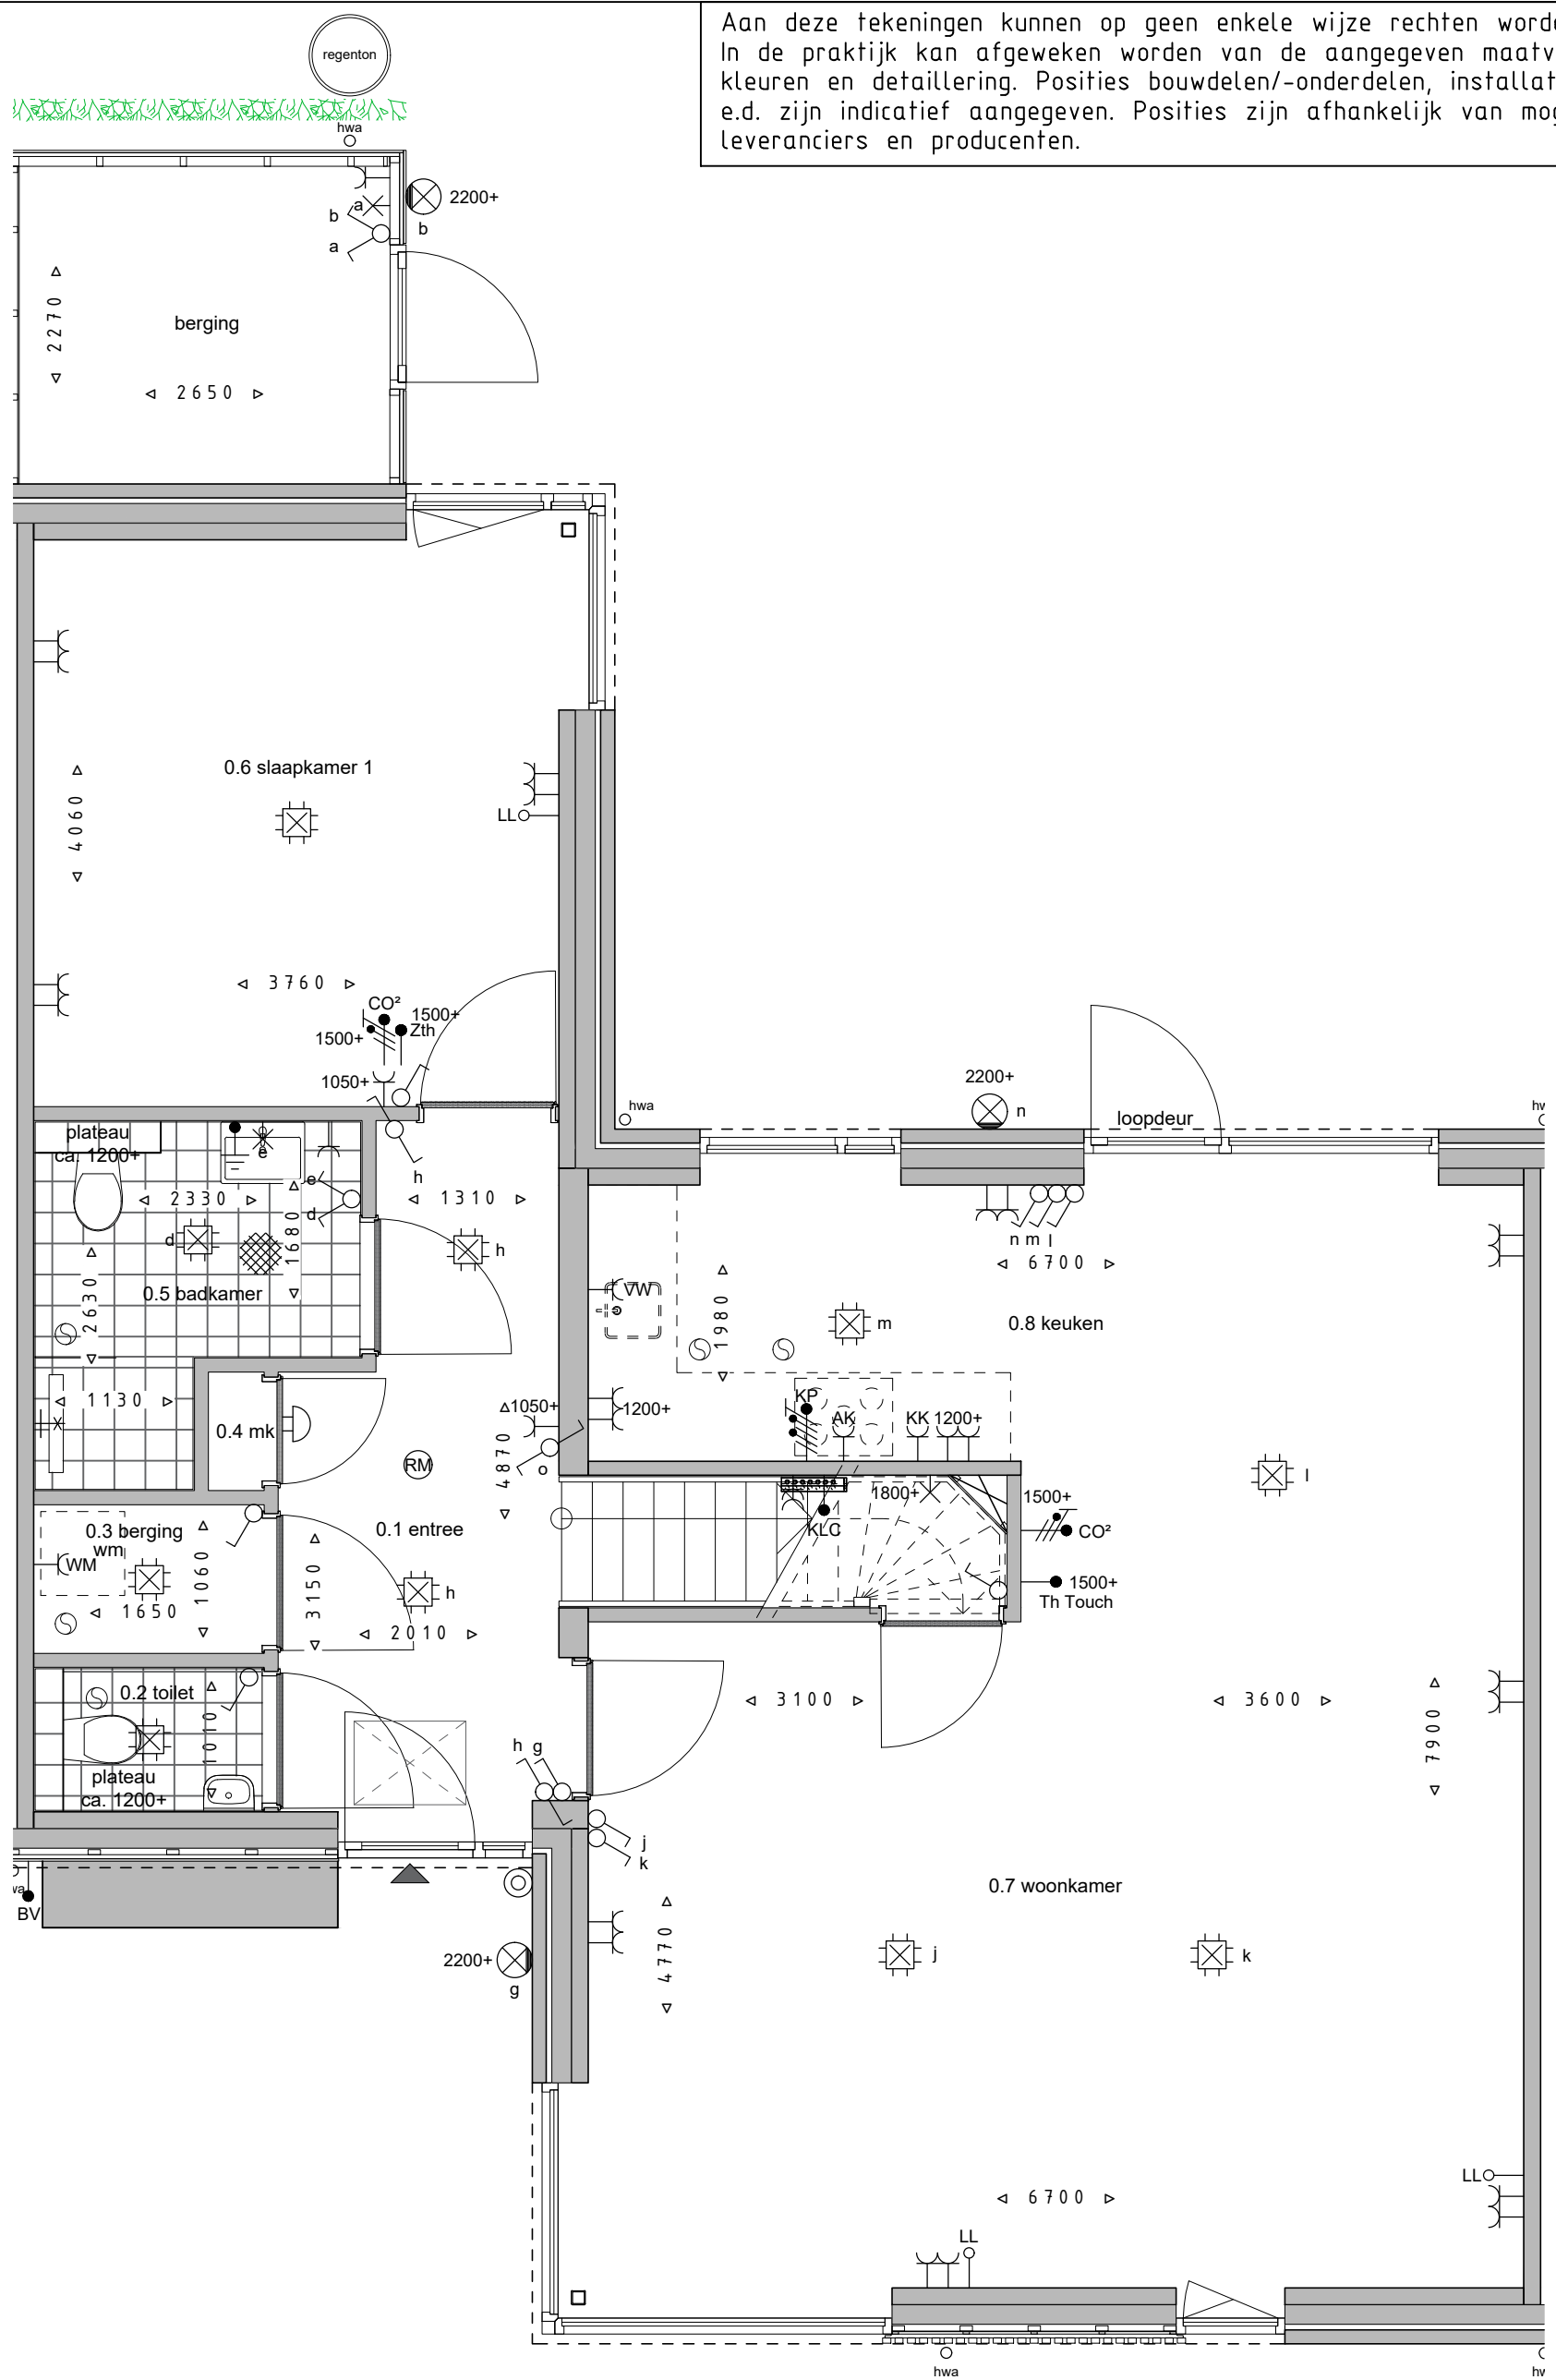 regenton
Aan deze tekeningen kunnen op geen enkele wijze rechten
In de praktijk kan afgeweken worden van de aangegeven
kleuren en detaillering. Posities bouwdelen/-onderdelen,
e.d. zijn indicatief aangegeven. Posities zijn afhankelijk van
leveranciers en producenten.
hwa
a
b
a
2200+
b
2270
berging
2650
0.6 slaapkamer 1
LL
4060
3760
CO²
1500+
Zth
1500+
1050+
hwa
2200+
n
loopdeur
plateau
ca. 1200+
e
h
e
d
2330
1680
1310
d
h
2630
0.5 badkamer
n m l
6700
VW
1980
m
0.8 keuken
1130
1050+
1200+
KP
AK
KK 1200+
0.4 mk
4870
o
RM
l
1800+
1500+
KLC
CO²
0.3 berging
wm
0.1 entree
WM
1060
3150
h
1500+
Th Touch
1650
2010
0.2 toilet
1010
3100
3600
7900
h g
plateau
ca. 1200+
j
k
BV
0.7 woonkamer
2200+
g
4770
j
k
LL
6700
LL
hwa